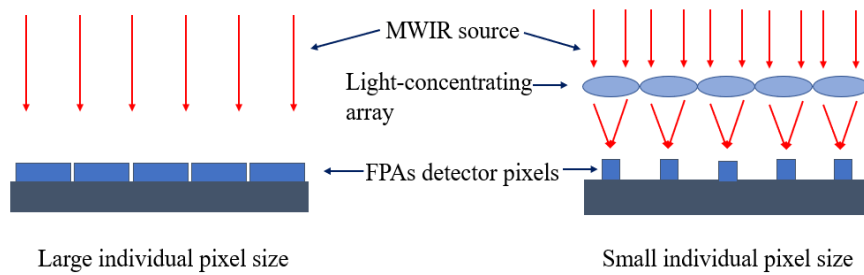 MWIR source
Light-concentrating
array
FPAs detector pixels
Large individual pixel size
Small individual pixel size